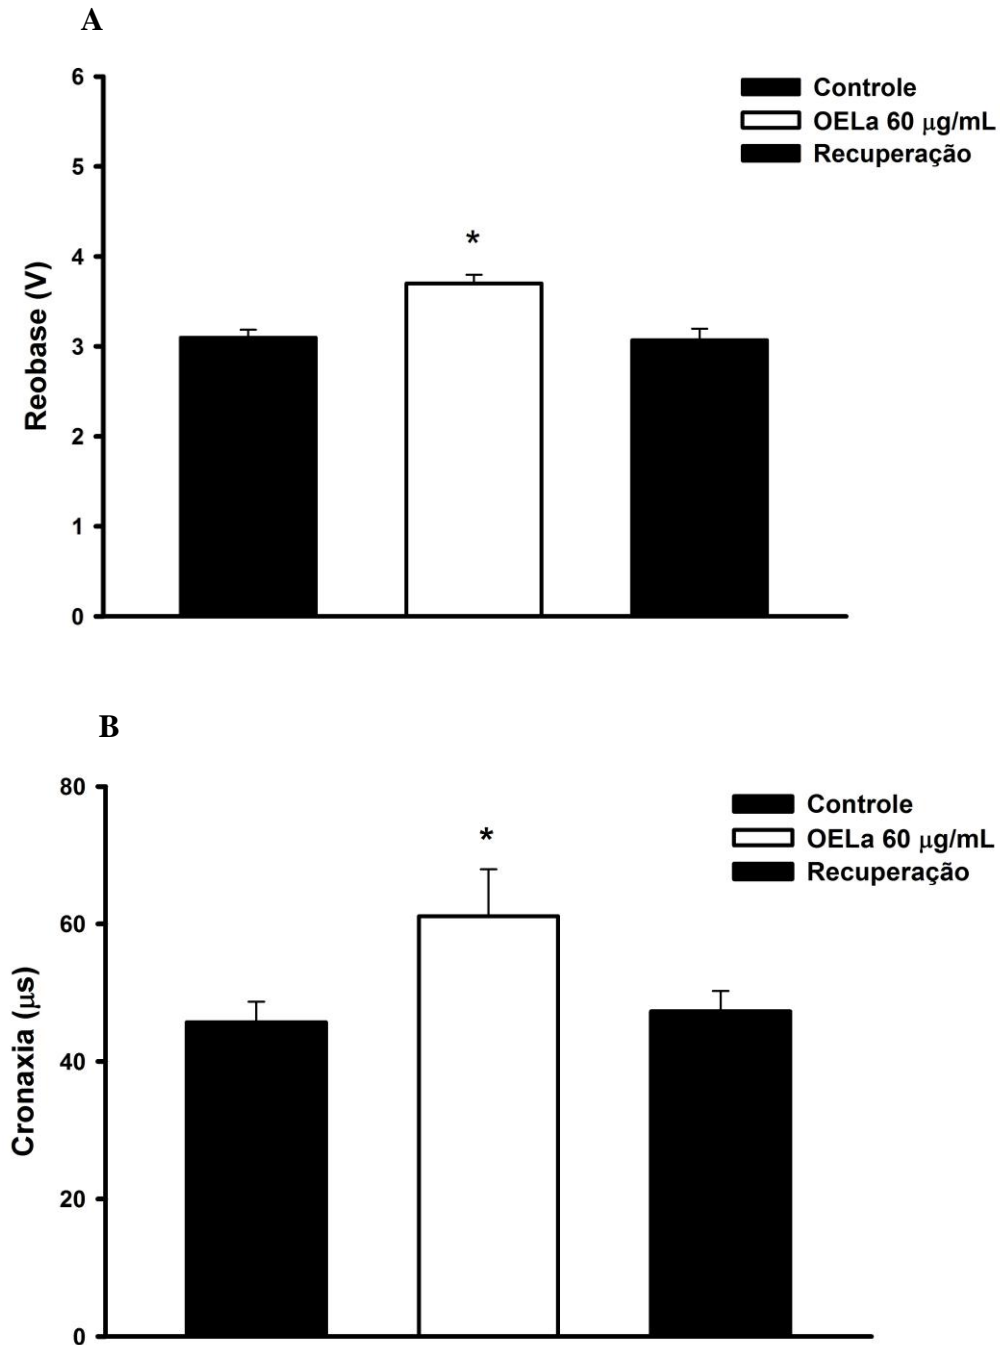 A
6
5
4
3
2
1
0
Reobase (V)
*
Controle
OELa 60 μg/mL
Recuperação
B
80
60
40
20
0
Cronaxia (μs)
*
Controle
OELa 60 μg/mL
Recuperação